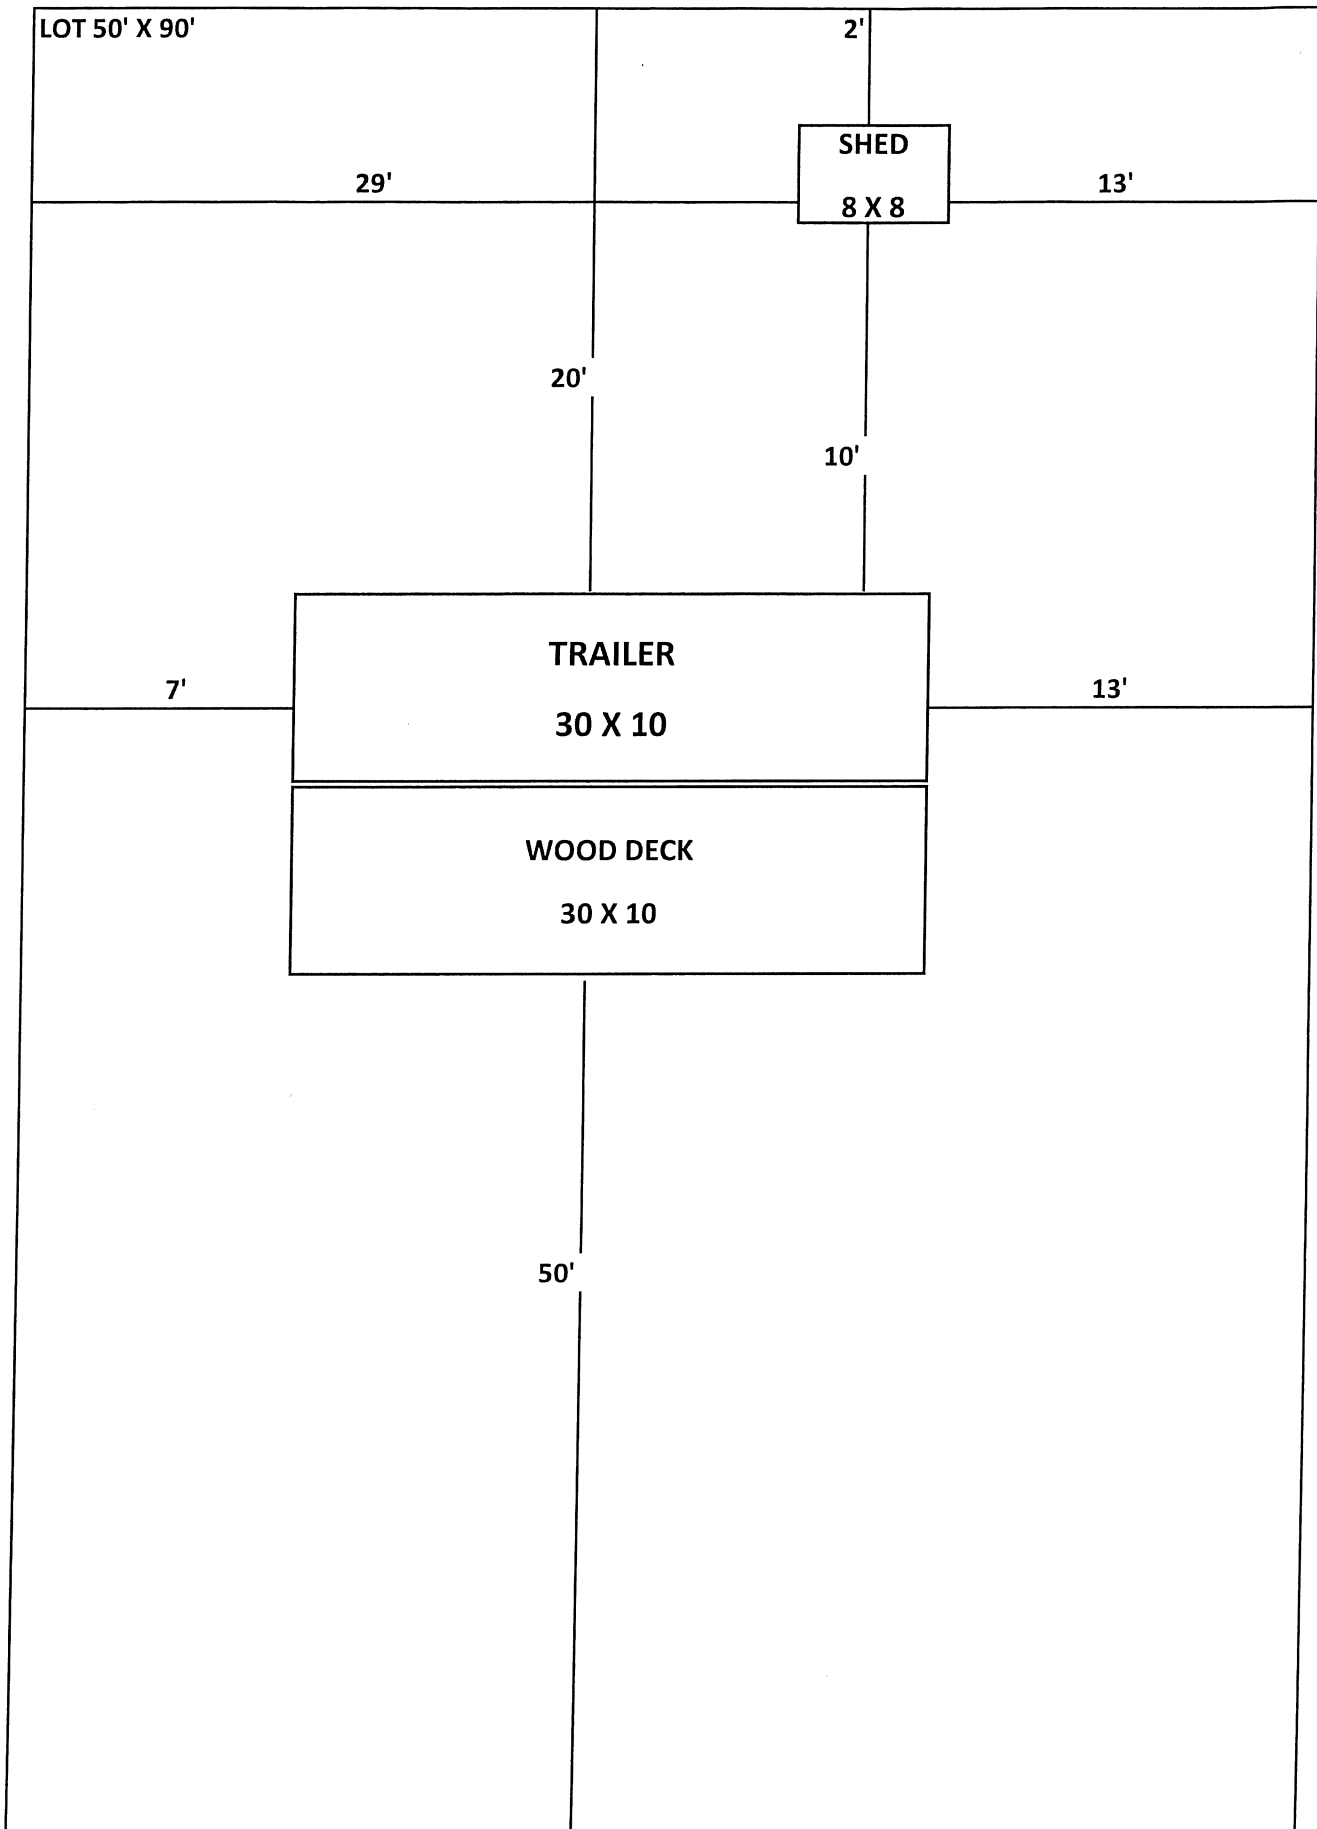 LOT 50' X 90'
2'
SHED
8 X 8
29'
13'
20'
10'
TRAILER
30 X 10
7'
13'
WOOD DECK
30 X 10
50'